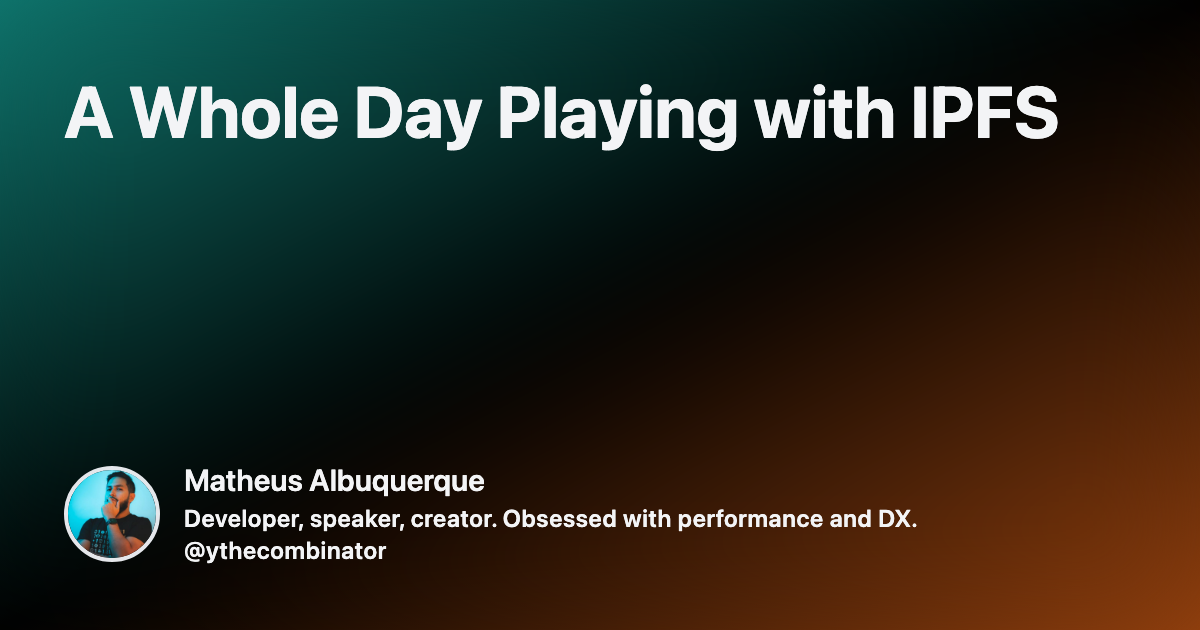 A Whole Day Playing with IPFS
Matheus Albuquerque
Developer, speaker, creator. Obsessed with performance and DX.
@ythecombinator